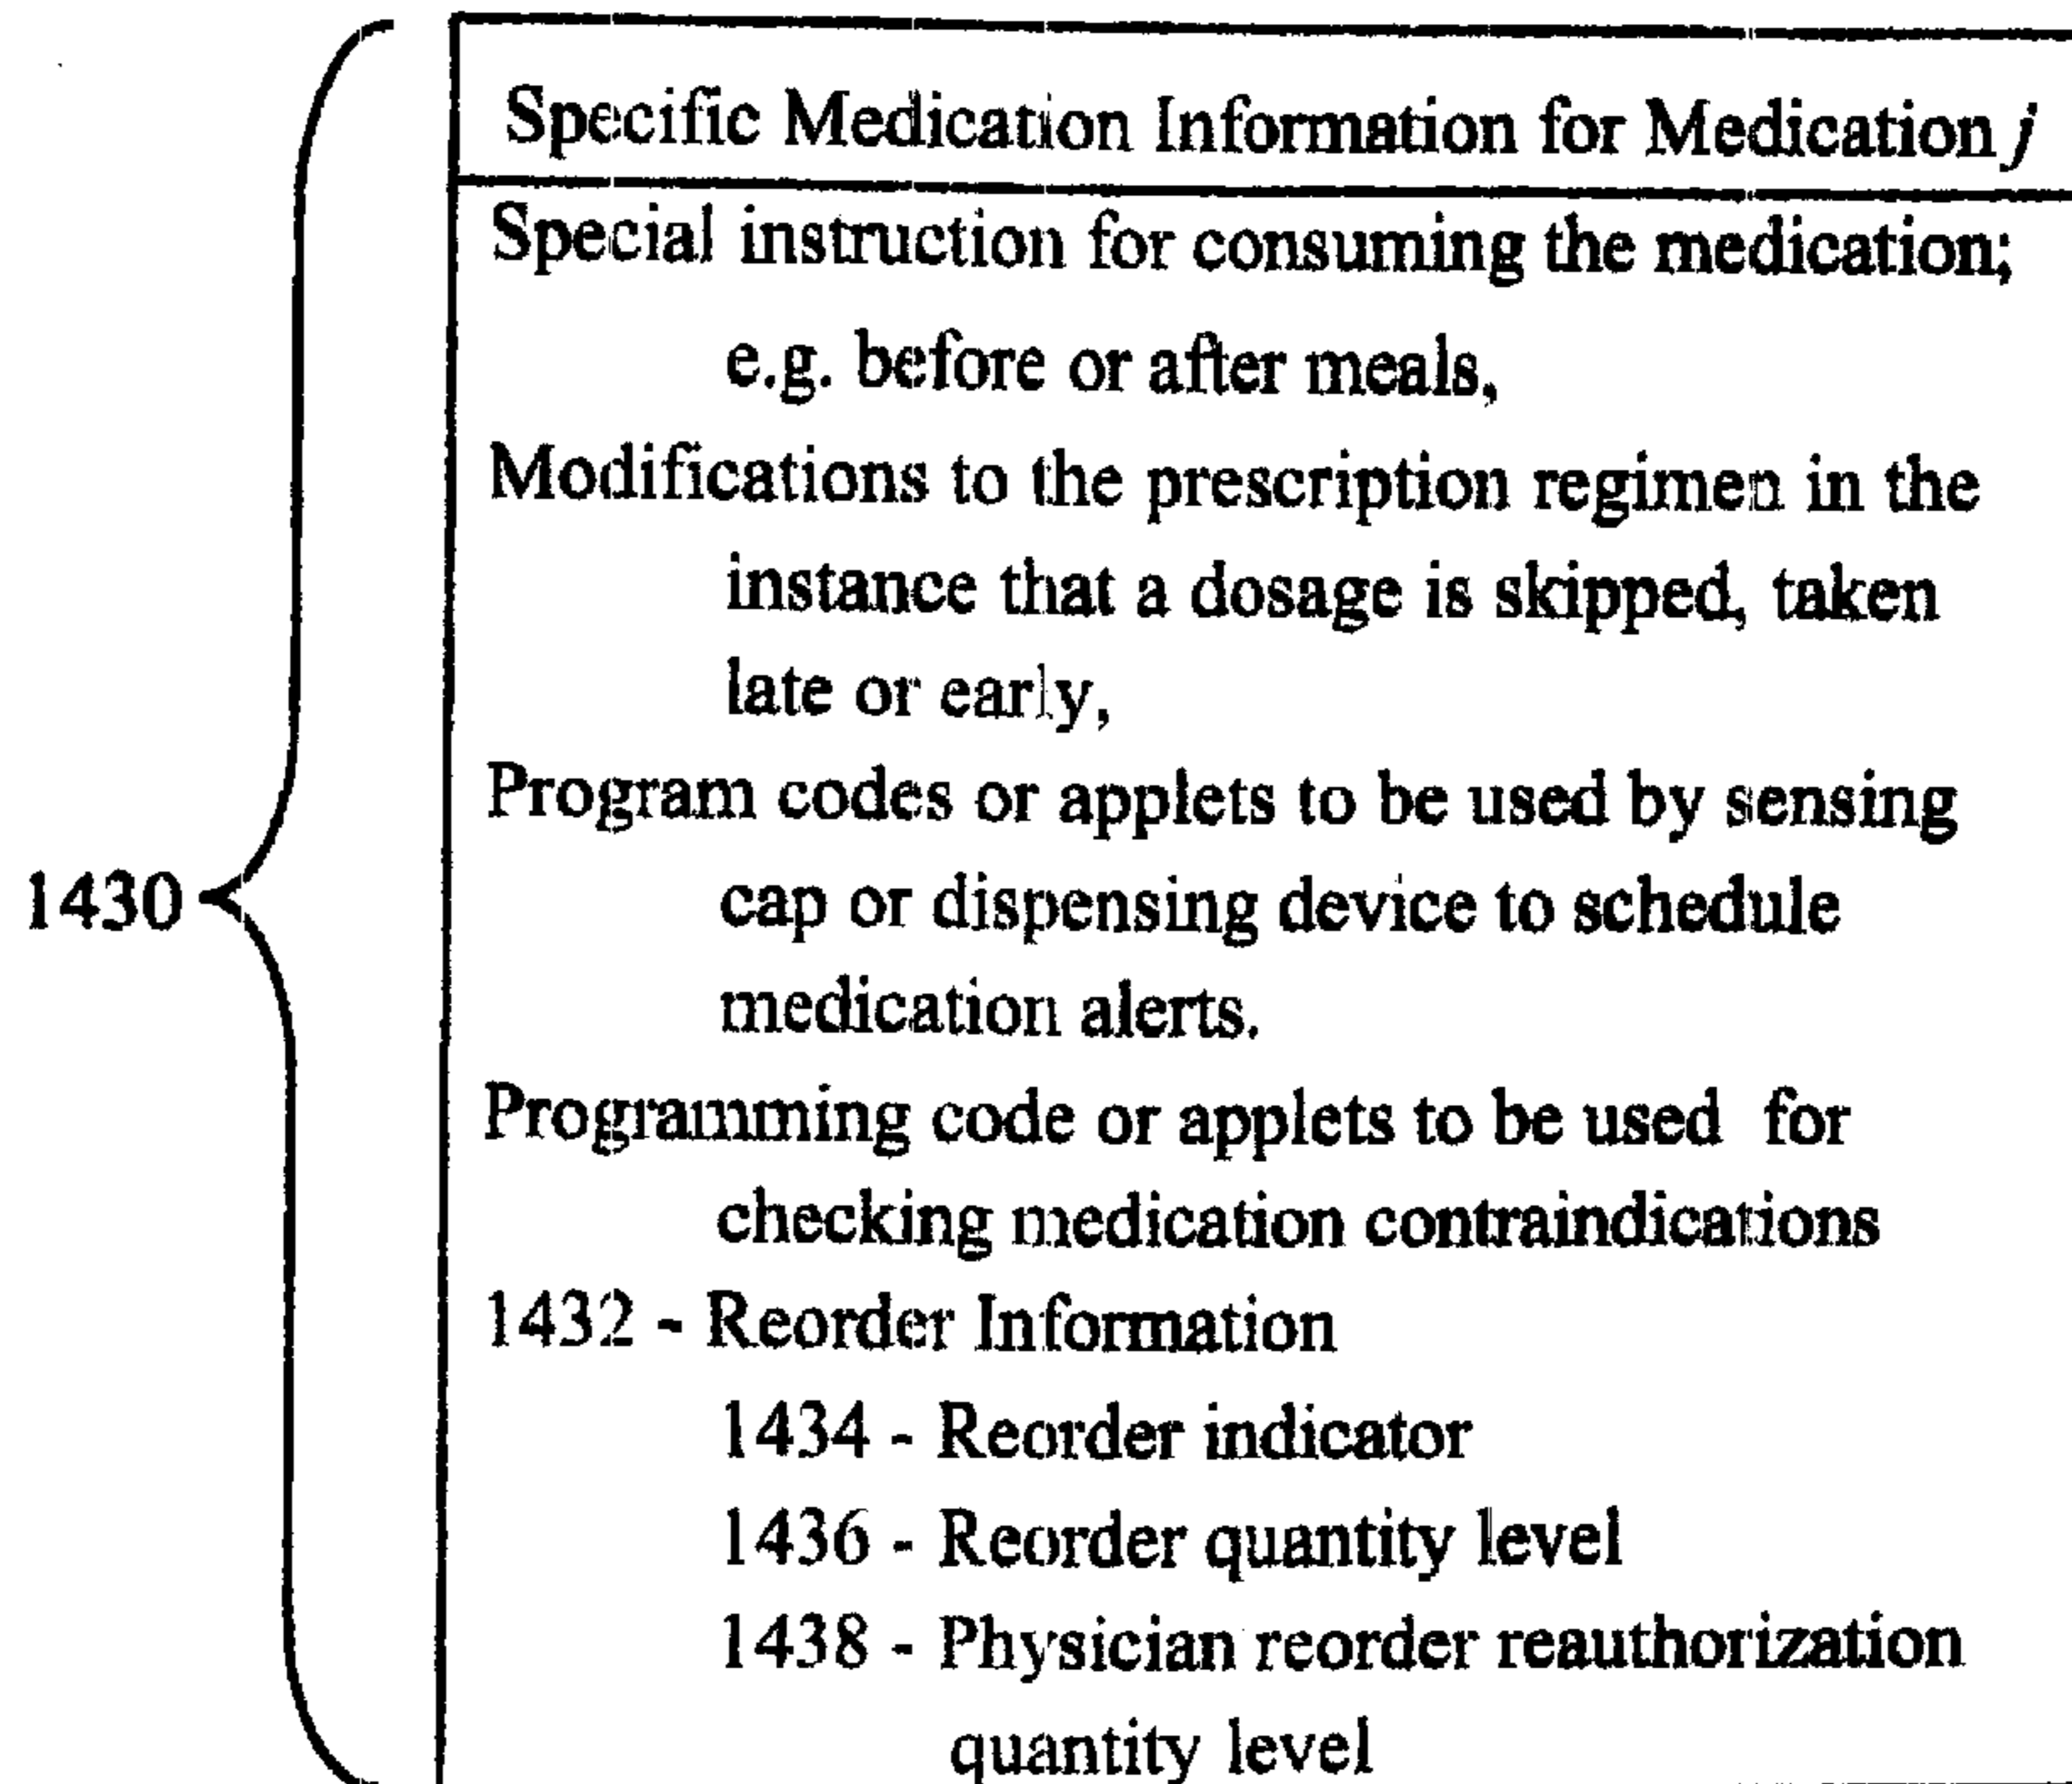 Specific Medication Information for Medication j
Special instruction for consuming the medication;
e.g. before or after meals,
Modifications to the prescription regimen in the
instance that a dosage is skipped, taken
late or early,
Program codes or applets to be used by sensing
1430
cap or dispensing device to schedule
medication alerts.
Programming code or applets to be used for
checking medication contraindications
1432 - Reorder Information
1434 - Reorder indicator
1436 - Reorder quantity level
1438 - Physician reorder reauthorization
quantity level